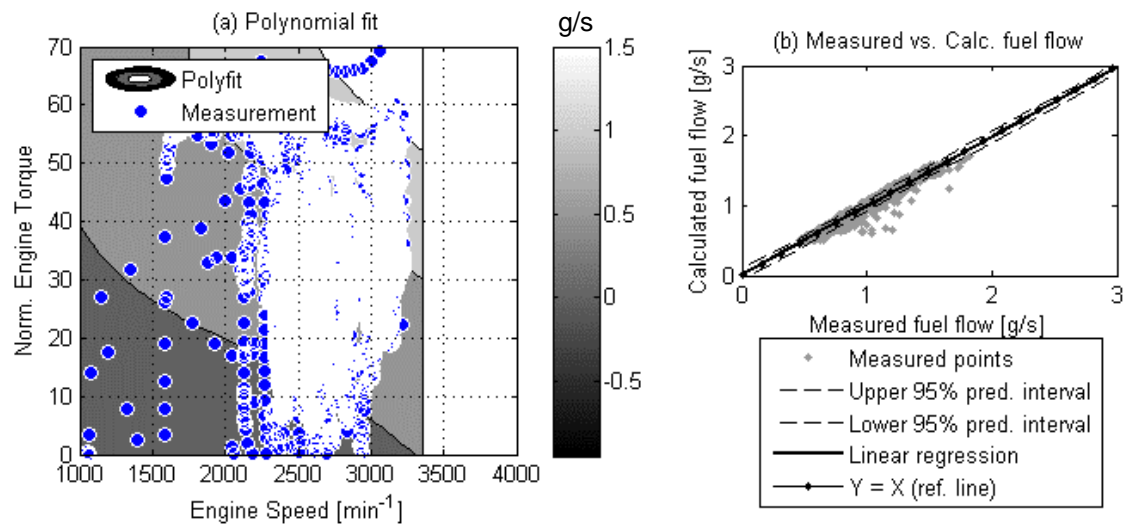 (a) Polynomial fit
g/s
Polyfit
Measurement
70
60
50
40
30
20
10
0
Norm. Engine Torque
1000 1500 2000 2500 3000 3500 4000
Engine Speed [min-1]
1.5
1
0.5
0
-0.5
(b) Measured vs. Calc. fuel flow
Calculated fuel flow [g/s]
3
2
1
0
0 1 2 3
Measured fuel flow [g/s]
Measured points
Upper 95% pred. interval
Lower 95% pred. interval
Linear regression
Y = X (ref. line)